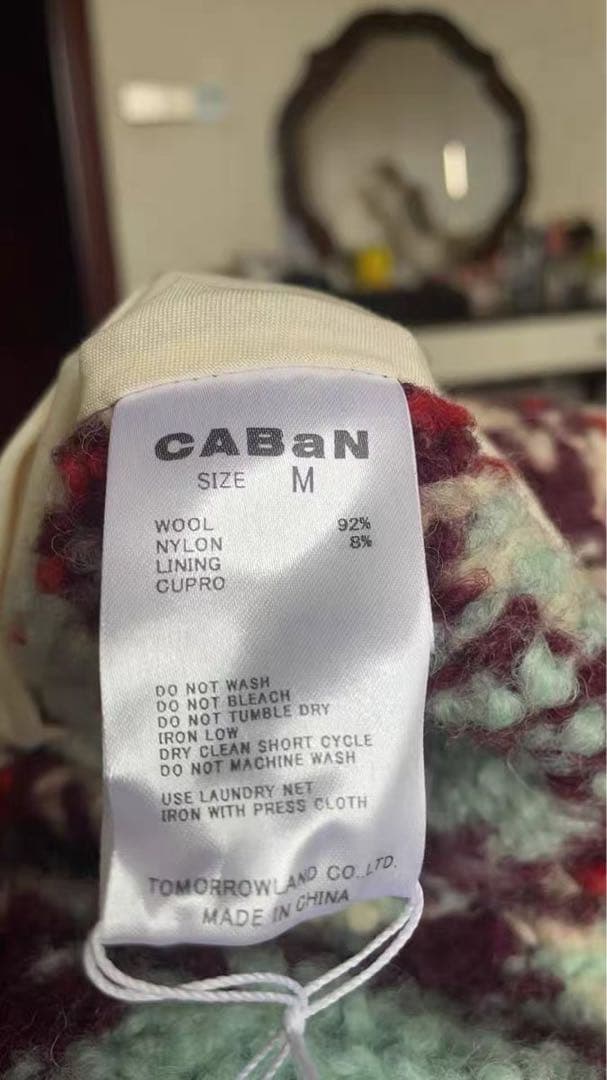 CABaN
SIZE M
WOOL 92%
NYLON 8%
LINING
CUPRO
DO NOT WASH
DO NOT BLEACH
DO NOT TUMBLE DRY
IRON LOW
DRY CLEAN SHORT CYCLE
DO NOT MACHINE WASH
USE LAUNDRY NET
IRON WITH PRESS CLOTH
TOMORROWLAND CO.,LTD.
MADE IN CHINA